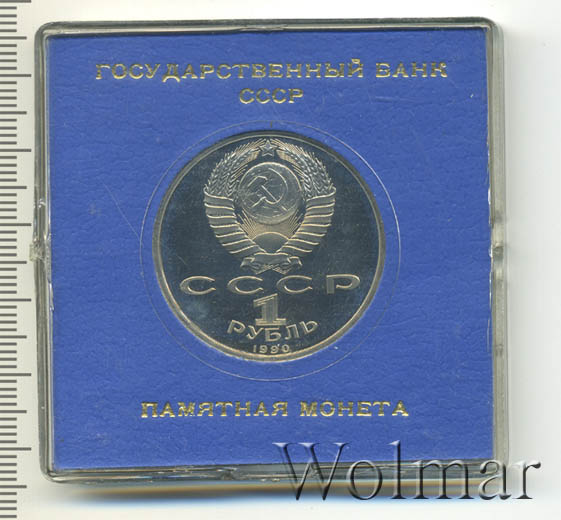 ГОСУДАРСТВЕННЫЙ БАНК
СССР
СССР
1
РУБЛЬ
1990
ПАМЯТНАЯ МОНЕТА
Wolmar